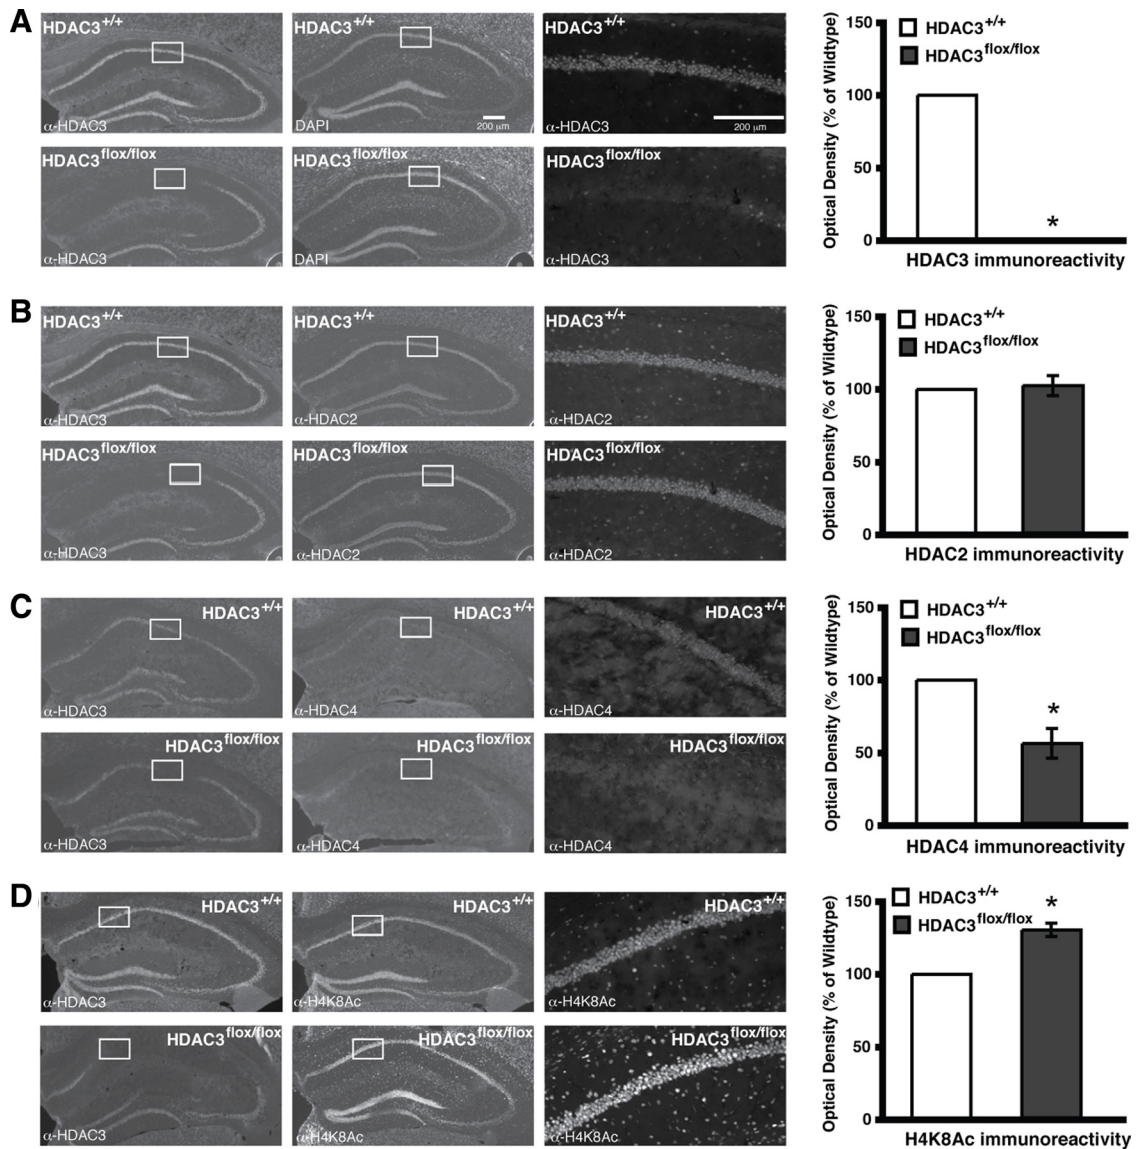 A
HDAC3+/+
α-HDAC3
HDAC3+/+
DAPI
200 µm
HDAC3+/+
α-HDAC3
200 µm
HDAC3flox/flox
α-HDAC3
HDAC3flox/flox
DAPI
HDAC3flox/flox
α-HDAC3
Optical Density (% of Wildtype)
150
100
50
0
HDAC3+/+
HDAC3flox/flox
*
HDAC3 immunoreactivity
B
HDAC3+/+
α-HDAC3
HDAC3+/+
α-HDAC2
HDAC3+/+
α-HDAC2
HDAC3flox/flox
α-HDAC3
HDAC3flox/flox
α-HDAC2
HDAC3flox/flox
α-HDAC2
Optical Density (% of Wildtype)
150
100
50
0
HDAC3+/+
HDAC3flox/flox
HDAC2 immunoreactivity
C
HDAC3+/+
α-HDAC3
HDAC3+/+
α-HDAC4
HDAC3+/+
α-HDAC4
HDAC3flox/flox
α-HDAC3
HDAC3flox/flox
α-HDAC4
HDAC3flox/flox
α-HDAC4
Optical Density (% of Wildtype)
150
100
50
0
HDAC3+/+
HDAC3flox/flox
*
HDAC4 immunoreactivity
D
HDAC3+/+
α-HDAC3
HDAC3+/+
α-H4K8Ac
HDAC3+/+
α-H4K8Ac
HDAC3flox/flox
α-HDAC3
HDAC3flox/flox
α-H4K8Ac
HDAC3flox/flox
α-H4K8Ac
Optical Density (% of Wildtype)
150
100
50
0
HDAC3+/+
HDAC3flox/flox
*
H4K8Ac immunoreactivity